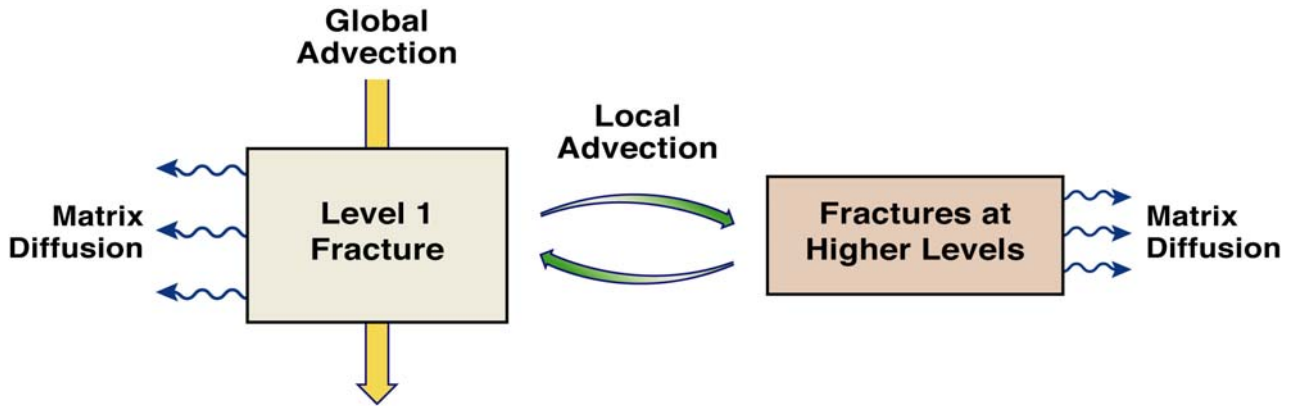 Global
Advection
Local
Advection
Matrix
Diffusion
Level 1
Fracture
Fractures at
Higher Levels
Matrix
Diffusion